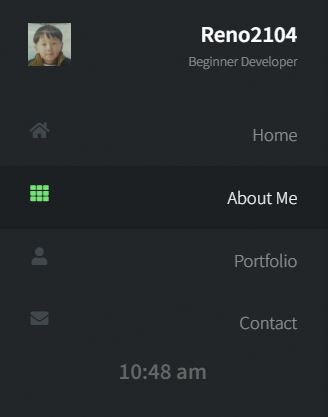 Reno2104
Beginner Developer
Home
About Me
Portfolio
Contact
10:48 am